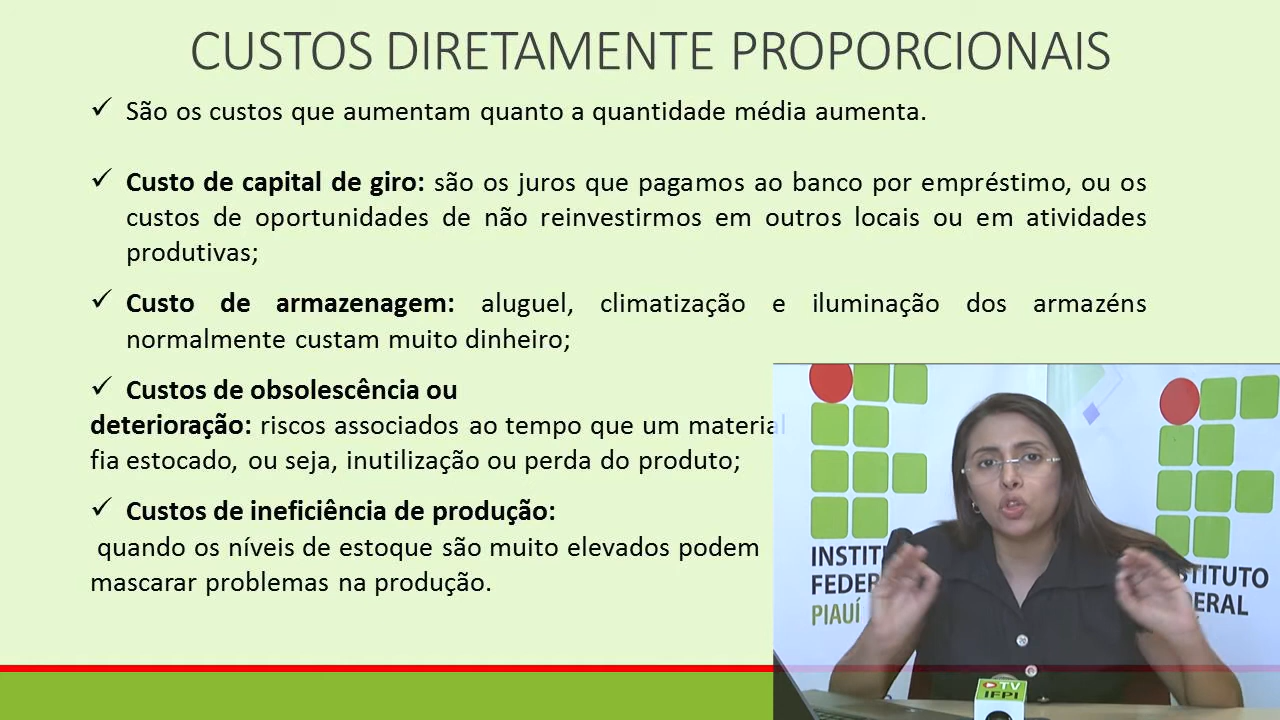 CUSTOS DIRETAMENTE PROPORCIONAIS
✓ São os custos que aumentam quanto a quantidade média aumenta.
✓ Custo de capital de giro: são os juros que pagamos ao banco por empréstimo, ou os
custos de oportunidades de não reinvestirmos em outros locais ou em atividades
produtivas;
✓ Custo de armazenagem: aluguel, climatização e iluminação dos armazéns
normalmente custam muito dinheiro;
✓ Custos de obsolescência ou
deterioração: riscos associados ao tempo que um material
fia estocado, ou seja, inutilização ou perda do produto;
✓ Custos de ineficiência de produção:
quando os níveis de estoque são muito elevados podem
mascarar problemas na produção.
INSTITU
FEDER
PIAUÍ
STITUTO
DERAL
TV
IFPI